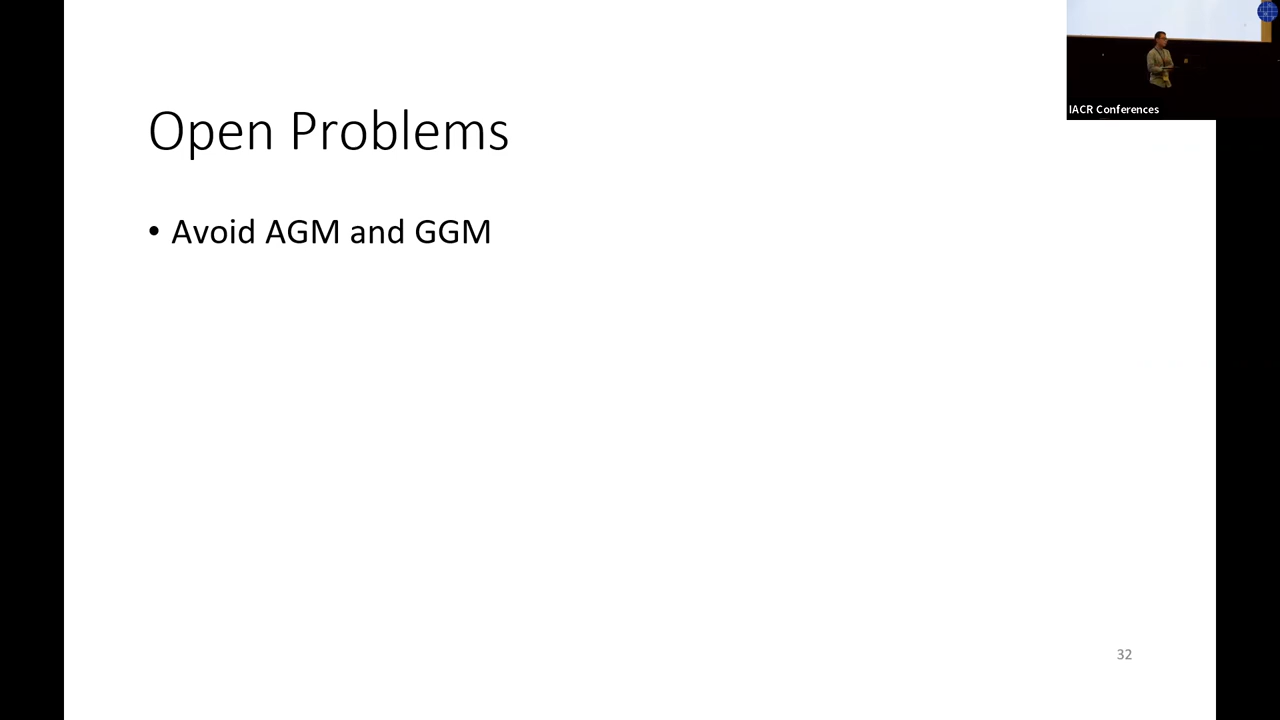 IACR Conferences
Open Problems
• Avoid AGM and GGM
32